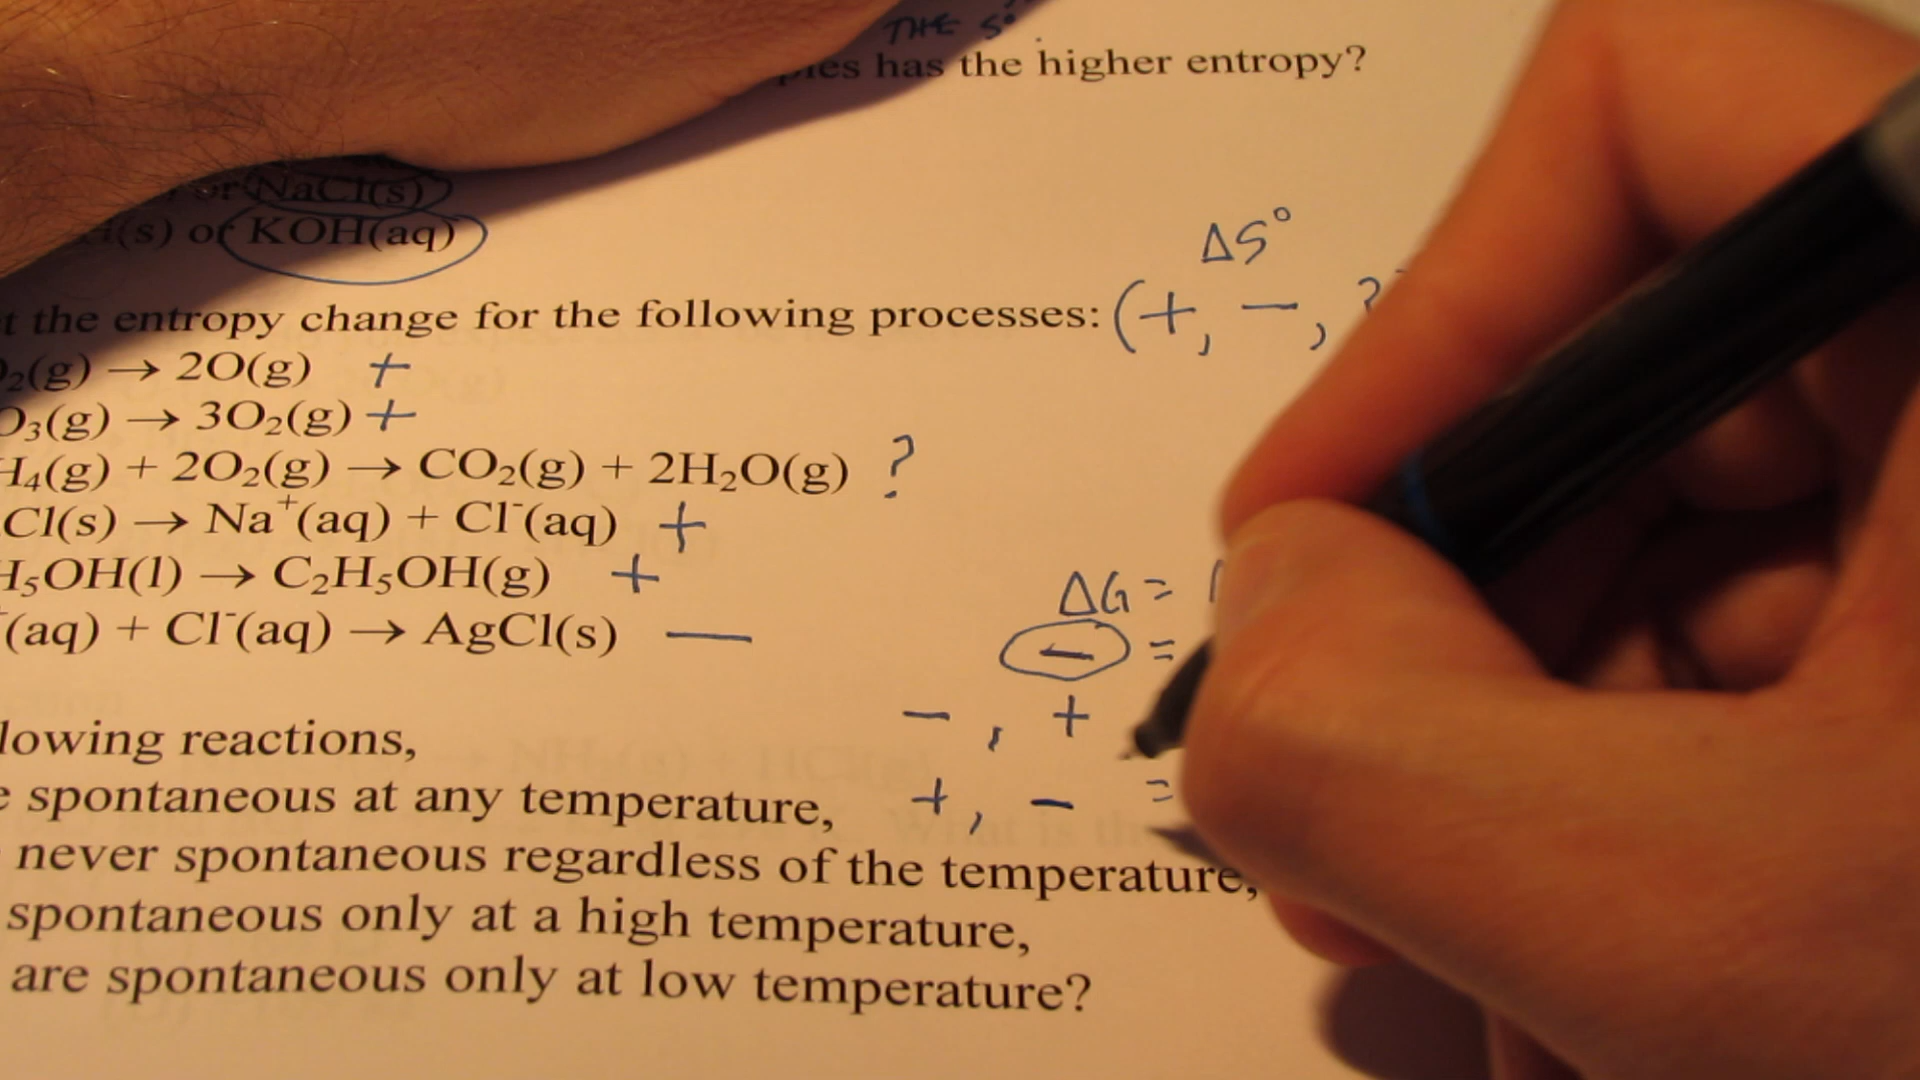 THE S°
has the higher entropy?
or NaCl(s)
(s) or KOH(aq)
ΔS°
the entropy change for the following processes: (+, −, ?
2(g) → 2O(g) +
O₃(g) → 3O₂(g) +
H₄(g) + 2O₂(g) → CO₂(g) + 2H₂O(g) ?
Cl(s) → Na⁺(aq) + Cl⁻(aq) +
H₅OH(l) → C₂H₅OH(g) +
ΔG =
(aq) + Cl⁻(aq) → AgCl(s) —
− =
− , +
lowing reactions,
spontaneous at any temperature, + , − =
never spontaneous regardless of the temperature,
spontaneous only at a high temperature,
are spontaneous only at low temperature?